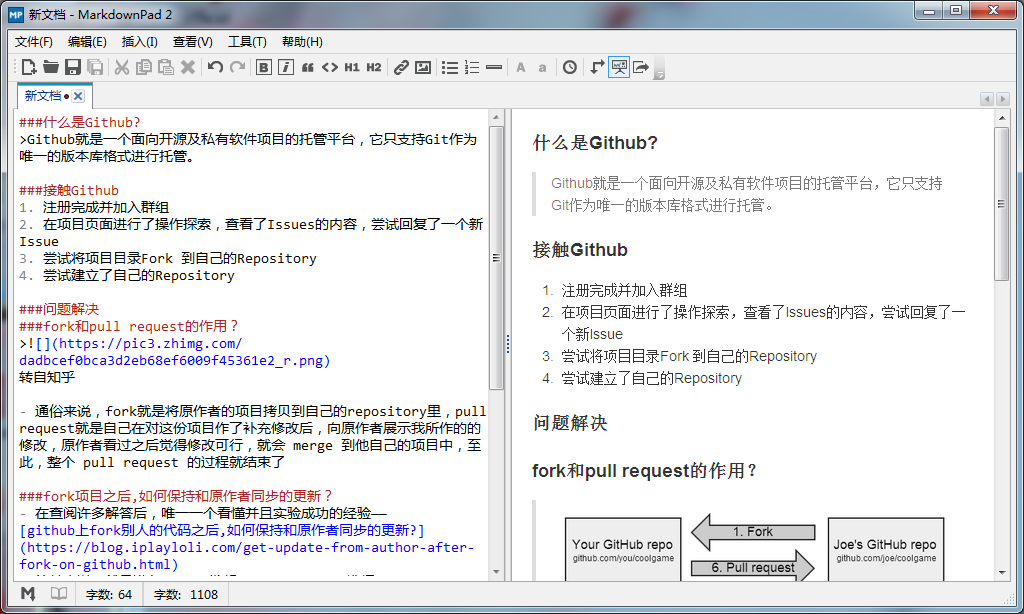 新文档 - MarkdownPad 2
文件(F) 编辑(E) 插入(I) 查看(V) 工具(T) 帮助(H)
B i H1 H2 A a
新文档
###什么是Github?
>Github就是一个面向开源及私有软件项目的托管平台，它只支持Git作为
唯一的版本库格式进行托管。
###接触Github
1. 注册完成并加入群组
2. 在项目页面进行了操作探索，查看了Issues的内容，尝试回复了一个新
Issue
3. 尝试将项目目录Fork 到自己的Repository
4. 尝试建立了自己的Repository
###问题解决
###fork和pull request的作用？
>![](https://pic3.zhimg.com/
dadbcef0bca3d2eb68ef6009f45361e2_r.png)
转自知乎
- 通俗来说，fork就是将原作者的项目拷贝到自己的repository里，pull
request就是自己在对这份项目作了补充修改后，向原作者展示我所作的的
修改，原作者看过之后觉得修改可行，就会 merge 到他自己的项目中，至
此，整个 pull request 的过程就结束了
###fork项目之后,如何保持和原作者同步的更新？
- 在查阅许多解答后，唯一一个看懂并且实验成功的经验——
[github上fork别人的代码之后,如何保持和原作者同步的更新?]
(https://blog.iplayloli.com/get-update-from-author-after-
fork-on-github.html)
什么是Github?
Github就是一个面向开源及私有软件项目的托管平台，它只支持
Git作为唯一的版本库格式进行托管。
接触Github
1. 注册完成并加入群组
2. 在项目页面进行了操作探索，查看了Issues的内容，尝试回复了一
个新Issue
3. 尝试将项目目录Fork 到自己的Repository
4. 尝试建立了自己的Repository
问题解决
fork和pull request的作用？
1. Fork
Your GitHub repo
github.com/you/coolgame
Joe's GitHub repo
github.com/joe/coolgame
6. Pull request
字数: 64 字数: 1108